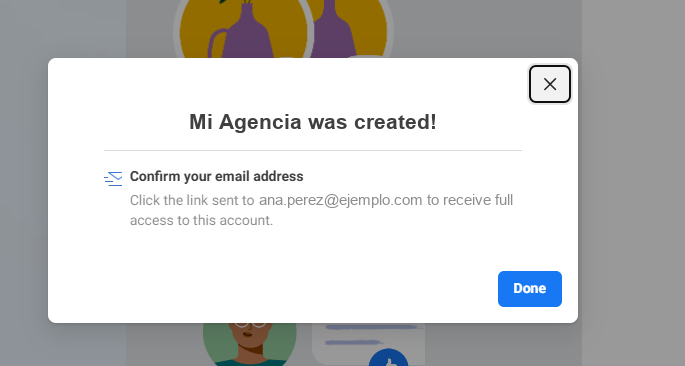 Mi Agencia was created!
Confirm your email address
Click the link sent to ana.perez@ejemplo.com to receive full
access to this account.
Done